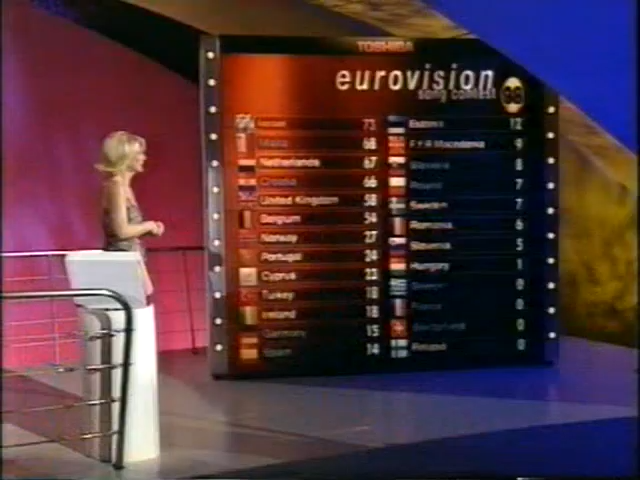 TOSHIBA
eurovision
song contest 98
Israel 73
Malta 68
Netherlands 67
Croatia 66
United Kingdom 58
Belgium 54
Norway 27
Portugal 24
Cyprus 23
Turkey 18
Ireland 18
Germany 15
Spain 14
Estonia 12
F Y R Macedonia 9
Slovakia 8
Poland 7
Sweden 7
Romania 6
Slovenia 5
Hungary 1
Greece 0
France 0
Switzerland 0
Finland 0